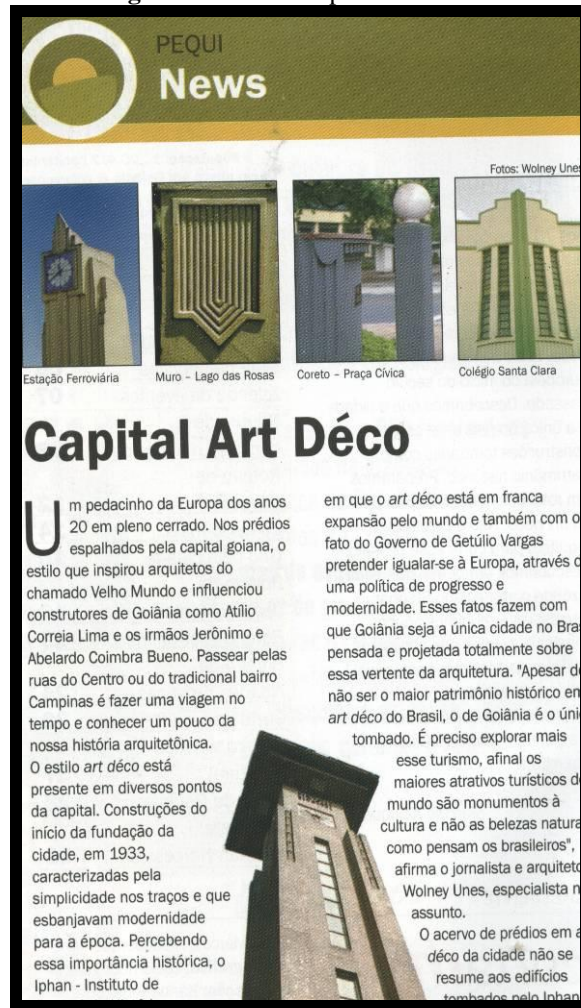 PEQUI
News
Fotos: Wolney Unes
Estação Ferroviária
Muro – Lago das Rosas
Coreto – Praça Cívica
Colégio Santa Clara
Capital Art Déco
Um pedacinho da Europa dos anos
20 em pleno cerrado. Nos prédios
espalhados pela capital goiana, o
estilo que inspirou arquitetos do
chamado Velho Mundo e influenciou
construtores de Goiânia como Atílio
Correia Lima e os irmãos Jerônimo e
Abelardo Coimbra Bueno. Passear pelas
ruas do Centro ou do tradicional bairro
Campinas é fazer uma viagem no
tempo e conhecer um pouco da
nossa história arquitetônica.
O estilo art déco está
presente em diversos pontos
da capital. Construções do
início da fundação da
cidade, em 1933,
caracterizadas pela
simplicidade nos traços e que
esbanjavam modernidade
para a época. Percebendo
essa importância histórica, o
Iphan - Instituto de
em que o art déco está em franca
expansão pelo mundo e também com o
fato do Governo de Getúlio Vargas
pretender igualar-se à Europa, através
uma política de progresso e
modernidade. Esses fatos fazem com
que Goiânia seja a única cidade no
pensada e projetada totalmente sobre
essa vertente da arquitetura. "Apesar
não ser o maior patrimônio histórico em
art déco do Brasil, o de Goiânia é o
tombado. É preciso explorar mais
esse turismo, afinal os
maiores atrativos turísticos
mundo são monumentos à
cultura e não as belezas
como pensam os brasileiros",
afirma o jornalista e arquiteto
Wolney Unes, especialista
assunto.
O acervo de prédios em
déco da cidade não se
resume aos edifícios
tombados pelo Iphan